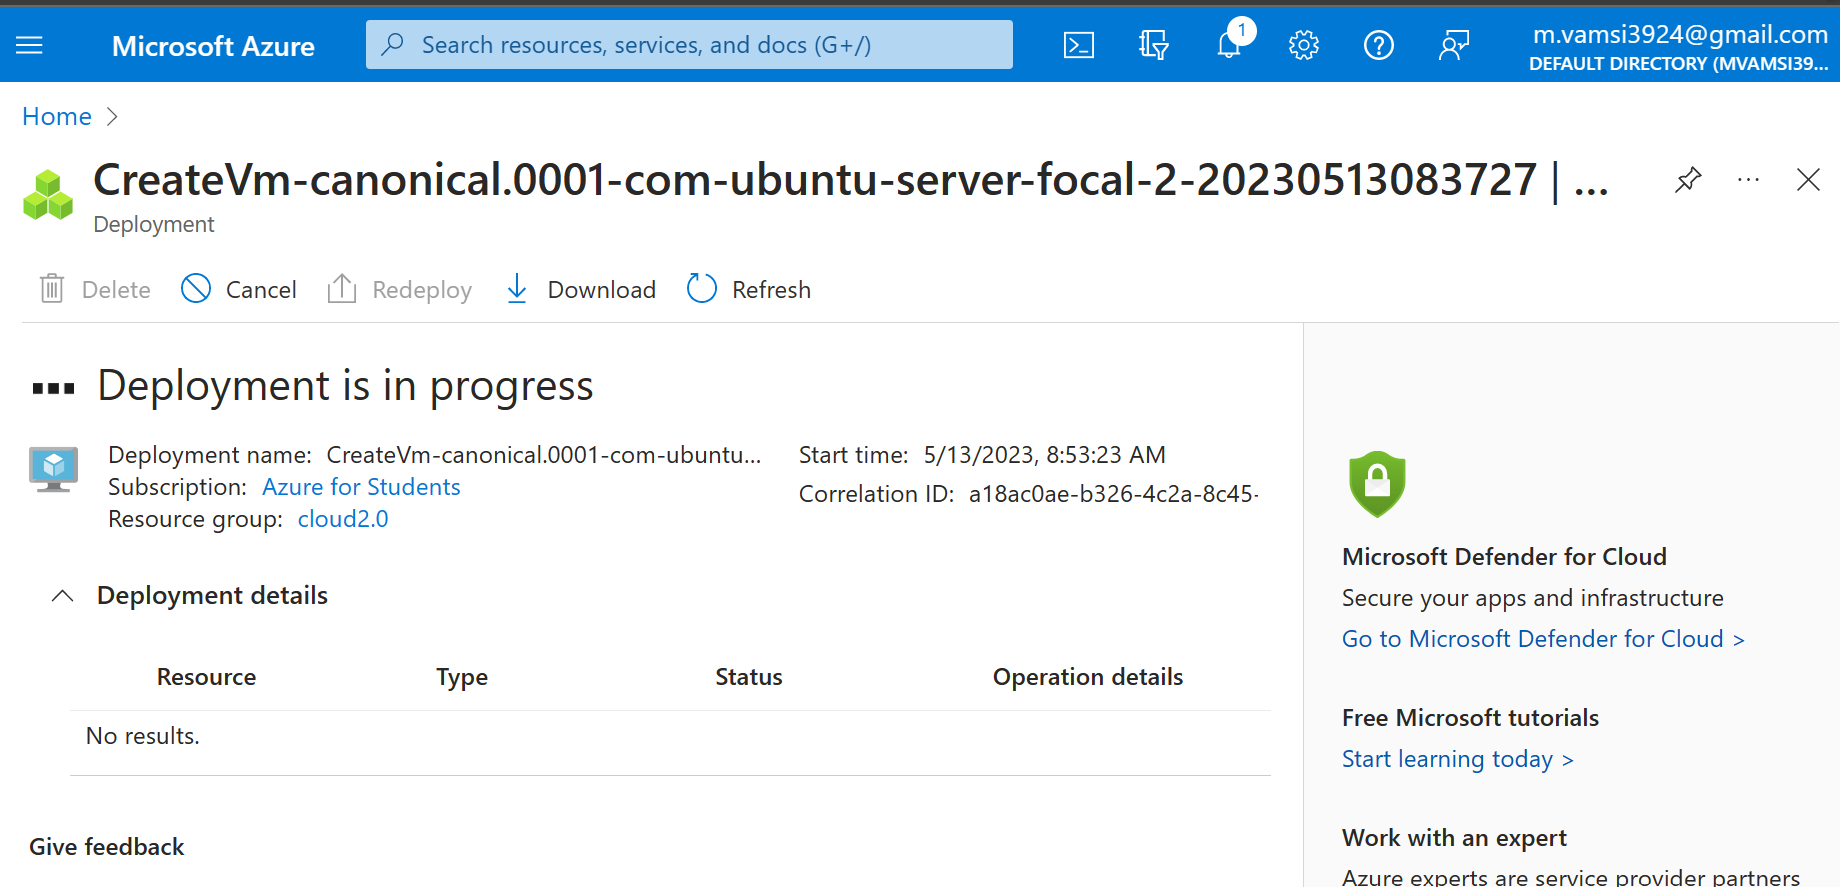 Microsoft Azure
Search resources, services, and docs (G+/)
1
m.vamsi3924@gmail.com
DEFAULT DIRECTORY (MVAMSI39...
Home
CreateVm-canonical.0001-com-ubuntu-server-focal-2-20230513083727 | ...
Deployment
Delete
Cancel
Redeploy
Download
Refresh
Deployment is in progress
Deployment name: CreateVm-canonical.0001-com-ubuntu...
Subscription: Azure for Students
Resource group: cloud2.0
Start time: 5/13/2023, 8:53:23 AM
Correlation ID: a18ac0ae-b326-4c2a-8c45-
Deployment details
Resource Type Status Operation details
No results.
Give feedback
Microsoft Defender for Cloud
Secure your apps and infrastructure
Go to Microsoft Defender for Cloud >
Free Microsoft tutorials
Start learning today >
Work with an expert
Azure experts are service provider partners